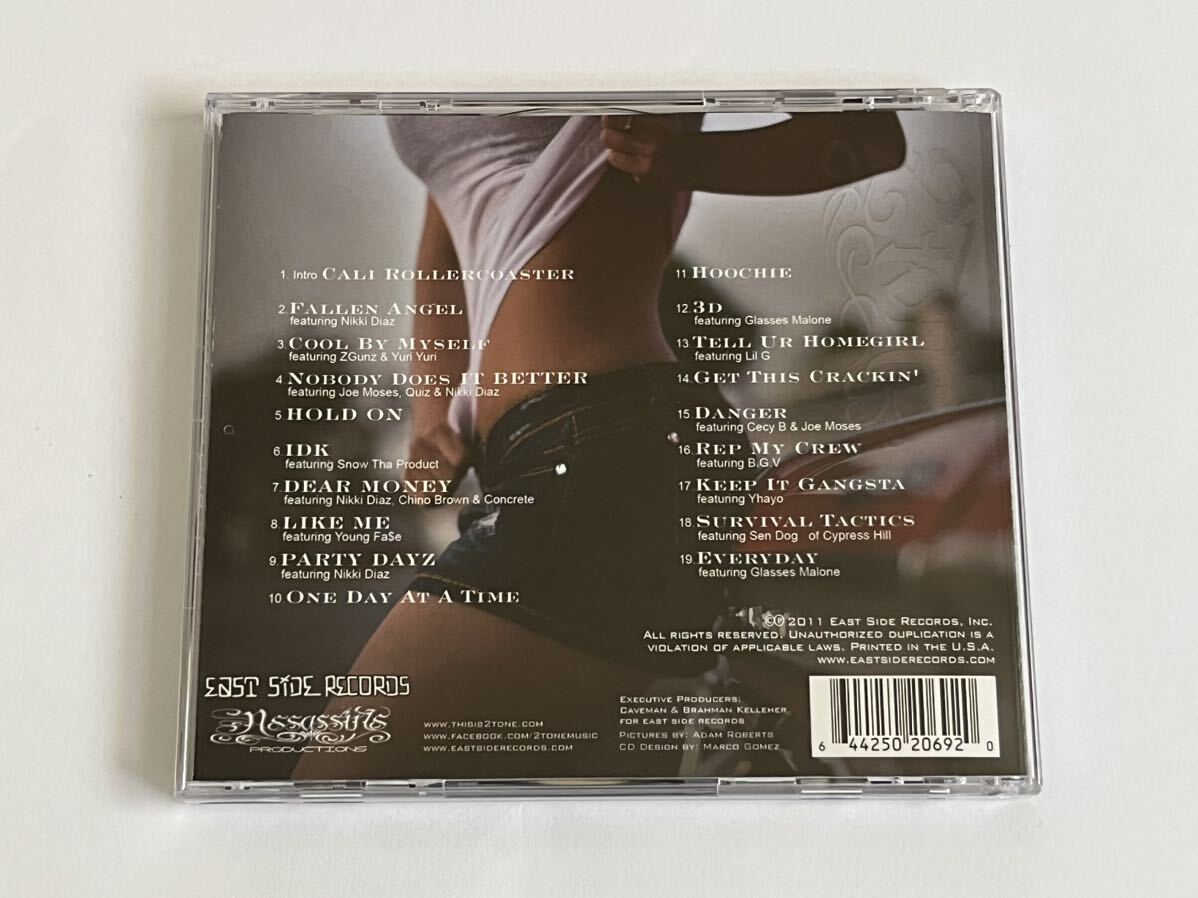 1. Intro CALI ROLLERCOASTER
2. FALLEN ANGEL
featuring Nikki Diaz
3. COOL BY MYSELF
featuring ZGunz & Yuri Yuri
4 NOBODY DOES IT BETTER
featuring Joe Moses, Quiz & Nikki Diaz
5 HOLD ON
6. IDK
featuring Snow Tha Product
7. DEAR MONEY
featuring Nikki Diaz, Chino Brown & Concrete
8. LIKE ME
featuring Young Fa$e
9. PARTY DAYZ
featuring Nikki Diaz
10 ONE DAY AT A TIME
11 HOOCHIE
12. 3D
featuring Glasses Malone
13 TELL UR HOMEGIRL
featuring Lil G
14. GET THIS CRACKIN'
15. DANGER
featuring Cecy B & Joe Moses
16. REP MY CREW
featuring B.G.V
17 KEEP IT GANGSTA
featuring Yhayo
18. SURVIVAL TACTICS
featuring Sen Dog of Cypress Hill
19. EVERYDAY
featuring Glasses Malone
©℗ 2011 EAST SIDE RECORDS, INC.
ALL RIGHTS RESERVED. UNAUTHORIZED DUPLICATION IS A
VIOLATION OF APPLICABLE LAWS. PRINTED IN THE U.S.A.
WWW.EASTSIDERECORDS.COM
EAST SIDE RECORDS
Assassins
PRODUCTIONS
WWW.THISIS2TONE.COM
WWW.FACEBOOK.COM/2TONEMUSIC
WWW.EASTSIDERECORDS.COM
EXECUTIVE PRODUCERS:
CAVEMAN & BRAHMAN KELLEHER
FOR EAST SIDE RECORDS
PICTURES BY: ADAM ROBERTS
CD DESIGN BY: MARCO GOMEZ
6 44250 20692 0